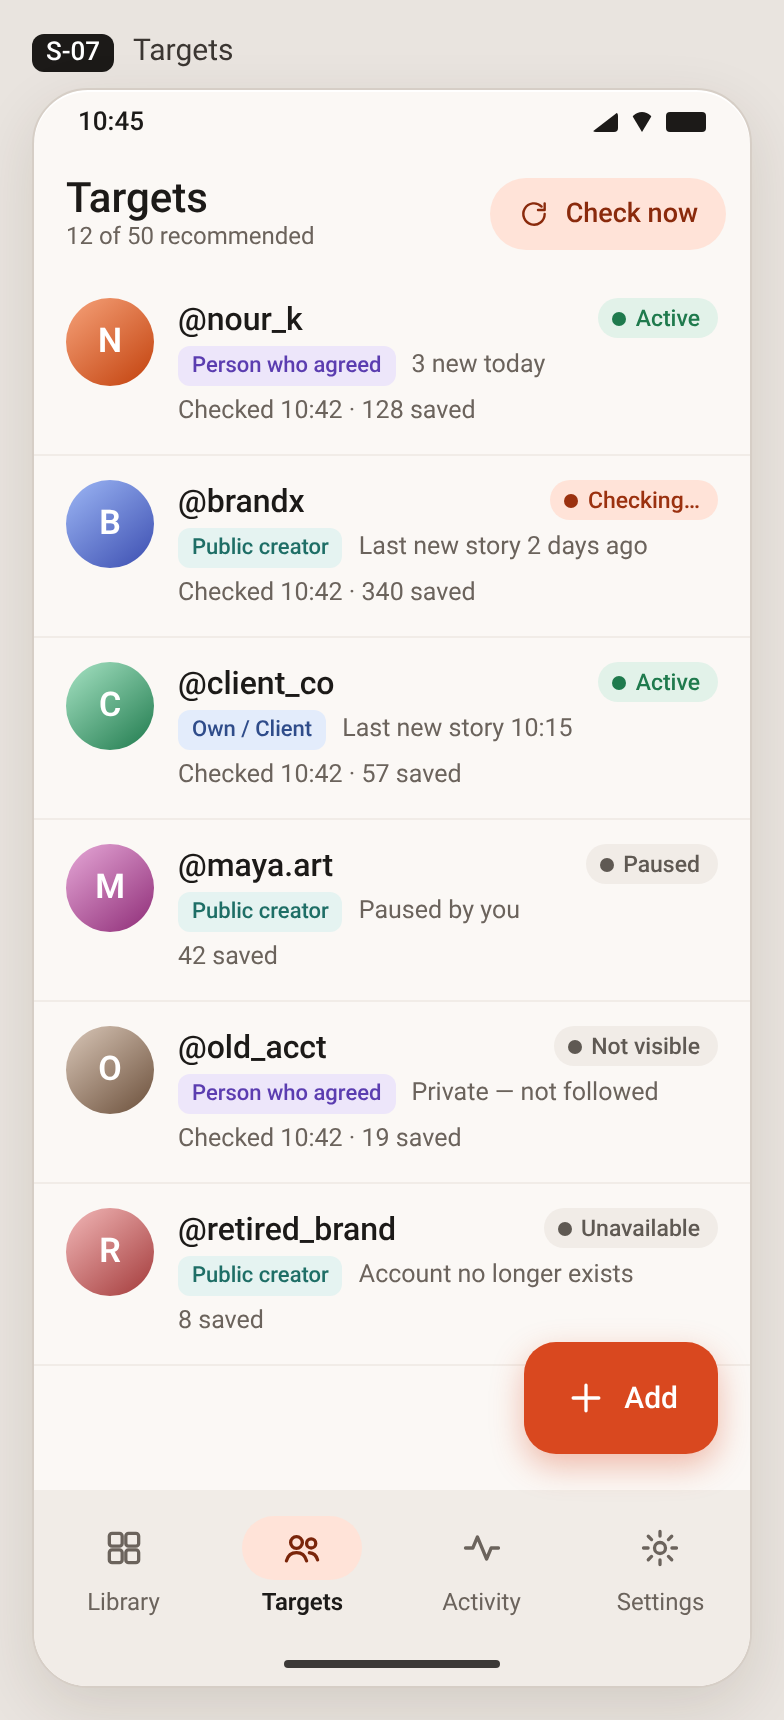 S-07 Targets
10:45
Targets
12 of 50 recommended
Check now
N
@nour_k
Active
Person who agreed 3 new today
Checked 10:42 · 128 saved
B
@brandx
Checking…
Public creator Last new story 2 days ago
Checked 10:42 · 340 saved
C
@client_co
Active
Own / Client Last new story 10:15
Checked 10:42 · 57 saved
M
@maya.art
Paused
Public creator Paused by you
42 saved
O
@old_acct
Not visible
Person who agreed Private — not followed
Checked 10:42 · 19 saved
R
@retired_brand
Unavailable
Public creator Account no longer exists
8 saved
Add
Library Targets Activity Settings